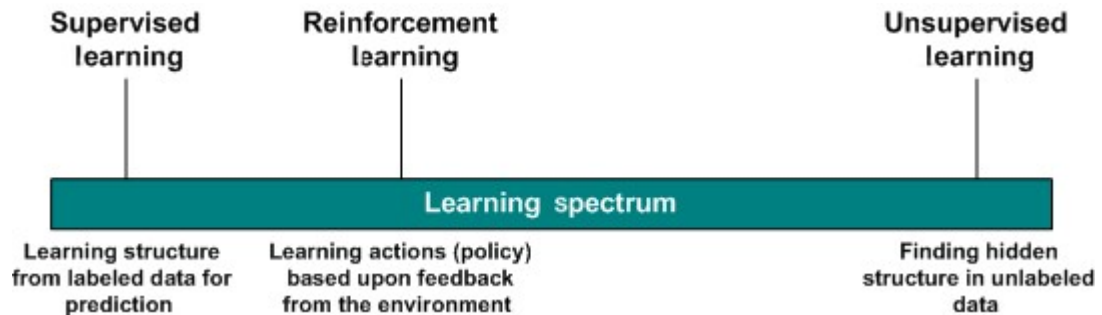 Supervised
learning
Reinforcement
learning
Unsupervised
learning
Learning spectrum
Learning structure
from labeled data for
prediction
Learning actions (policy)
based upon feedback
from the environment
Finding hidden
structure in unlabeled
data